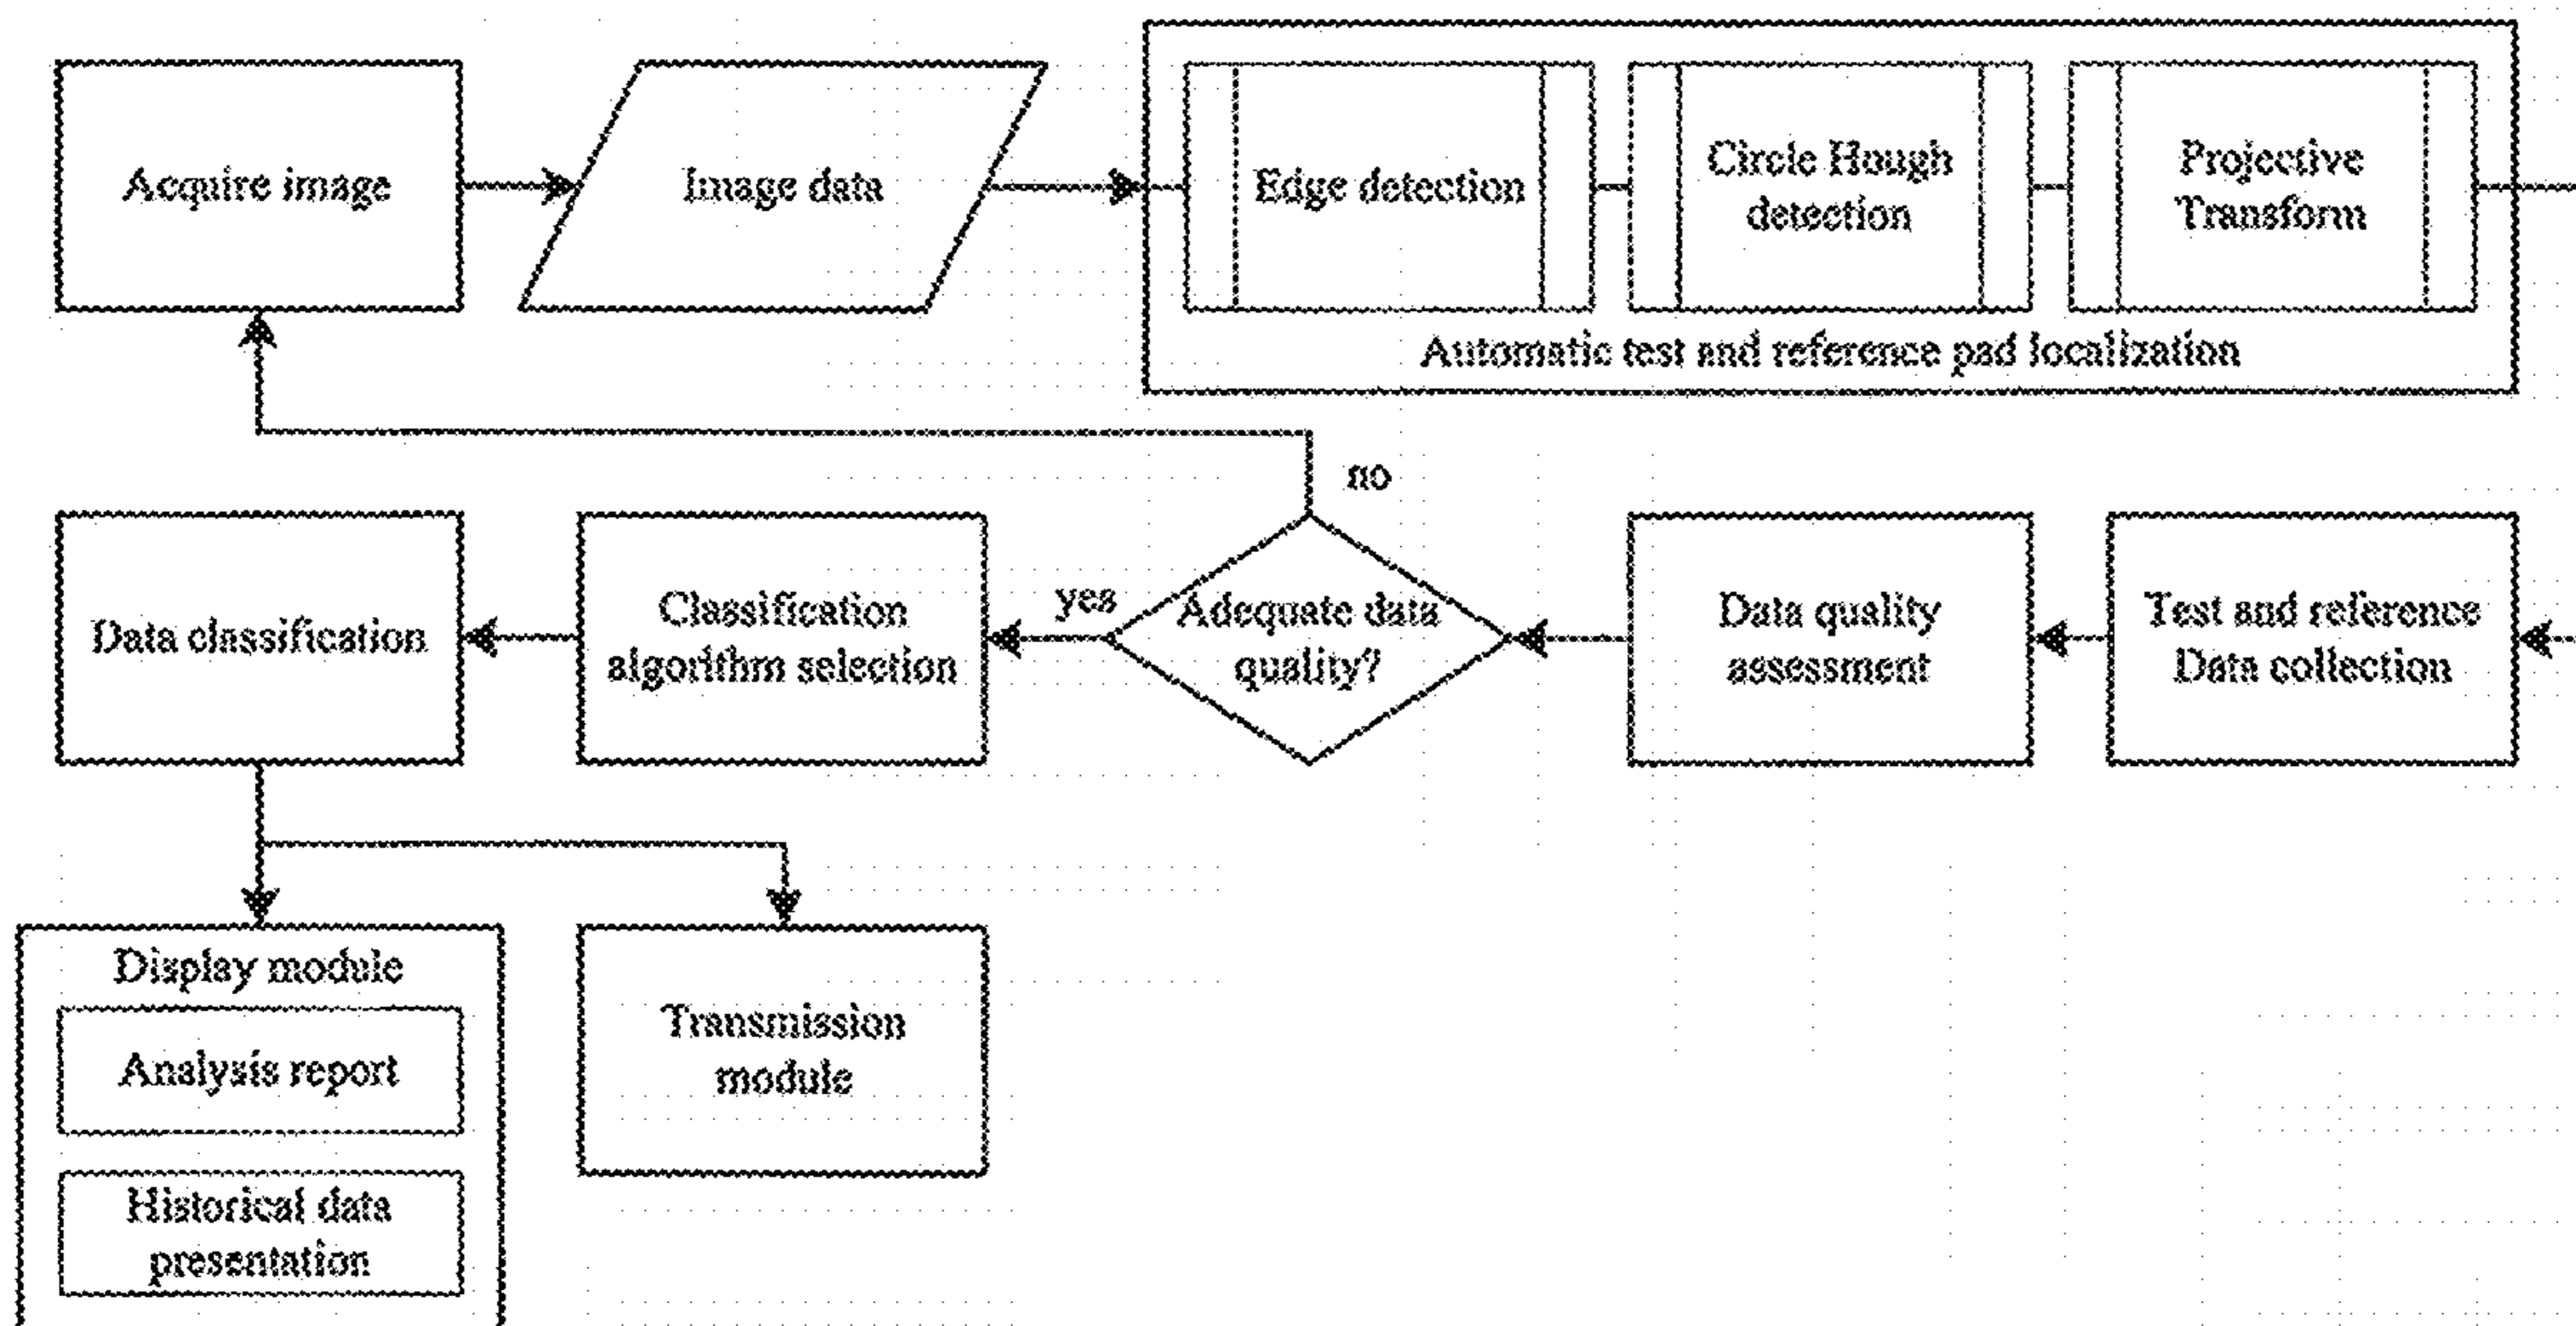 Acquire image
Image data
Edge detection
Circle Hough
detection
Projective
Transform
Automatic test and reference pad localization
no
Data classification
Classification
algorithm selection
yes
Adequate data
quality?
Data quality
assessment
Test and reference
Data collection
Display module
Analysis report
Historical data
presentation
Transmission
module